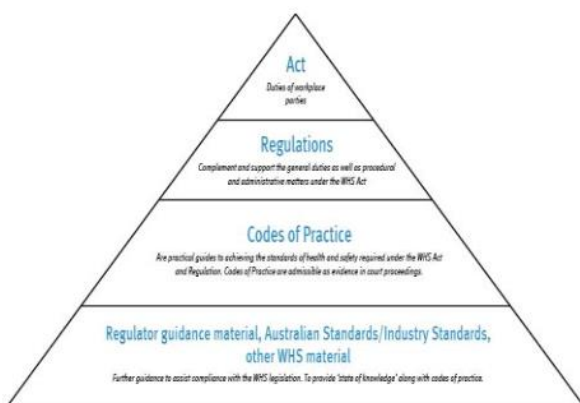 Act
Duties of workplace
parties
Regulations
Complement and support the general duties as well as procedural
and administrative matters under the WHS Act
Codes of Practice
Are practical guides to achieving the standards of health and safety required under the WHS Act
and Regulation. Codes of Practice are admissible as evidence in court proceedings.
Regulator guidance material, Australian Standards/Industry Standards,
other WHS material
Further guidance to assist compliance with the WHS legislation. To provide 'state of knowledge' along with codes of practice.